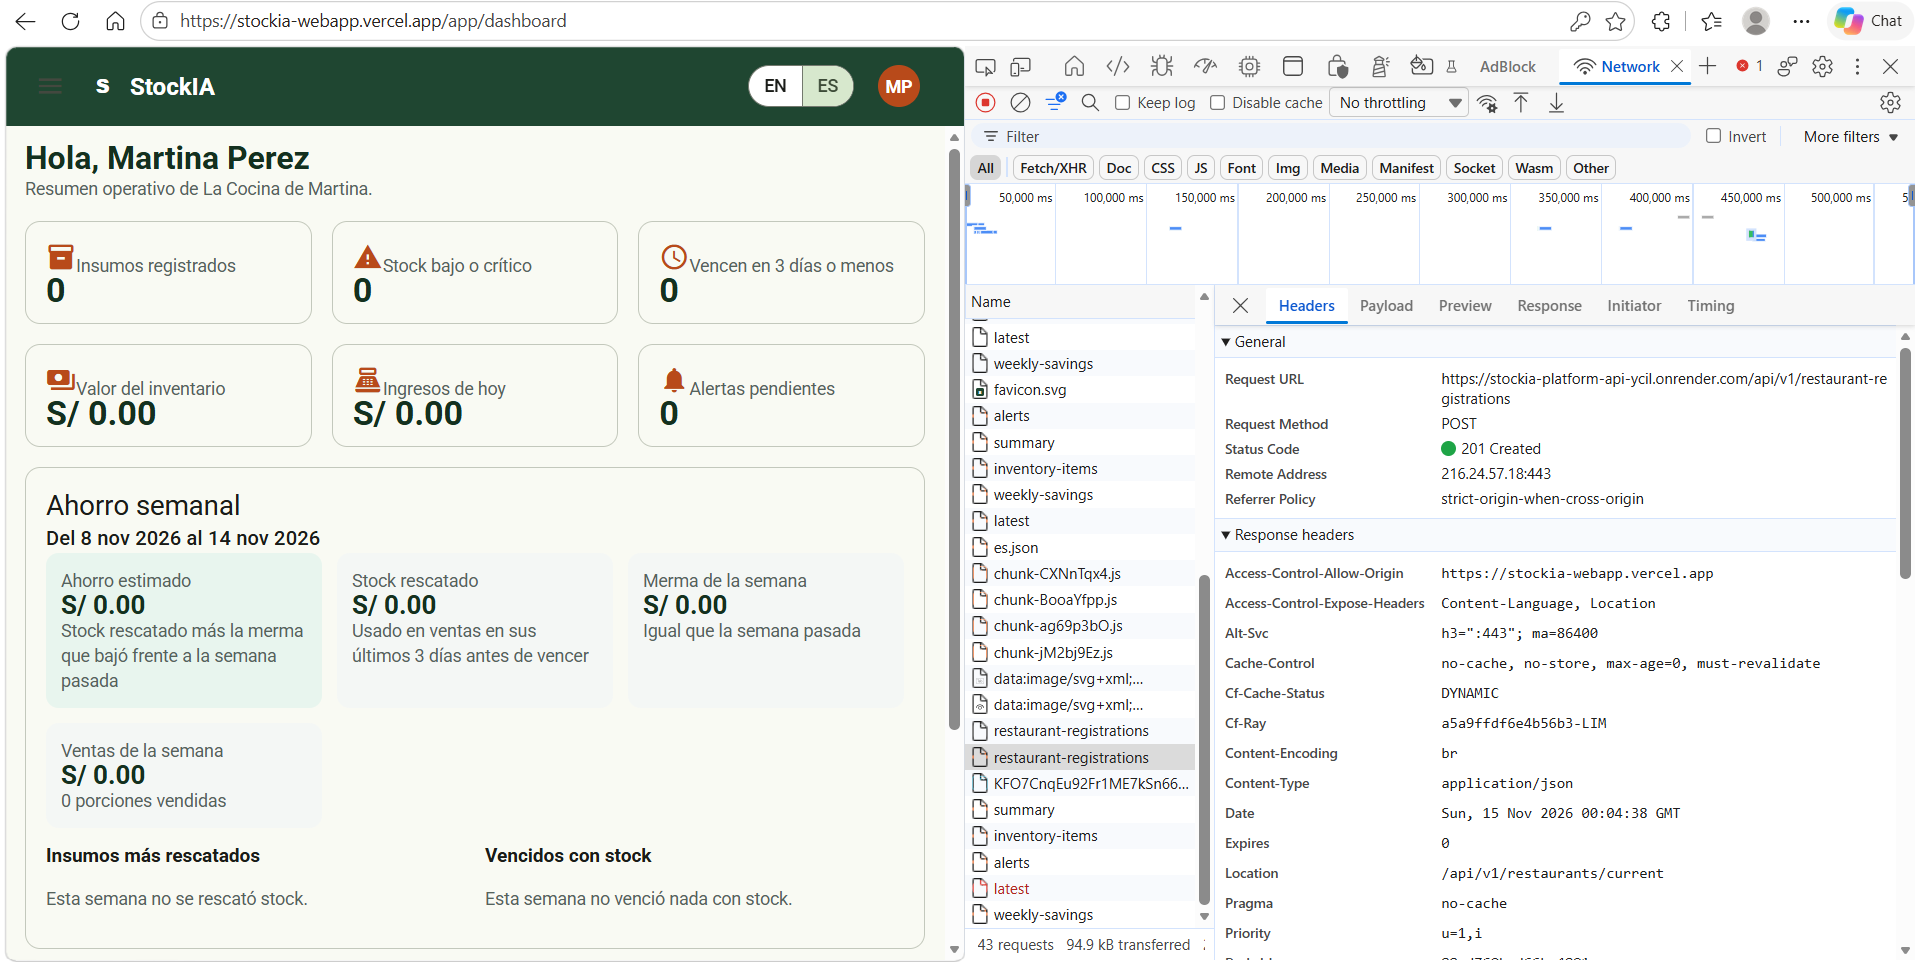 https://stockia-webapp.vercel.app/app/dashboard
Chat
S StockIA
EN ES
MP
Hola, Martina Perez
Resumen operativo de La Cocina de Martina.
Insumos registrados
0
Stock bajo o crítico
0
Vencen en 3 días o menos
0
Valor del inventario
S/ 0.00
Ingresos de hoy
S/ 0.00
Alertas pendientes
0
Ahorro semanal
Del 8 nov 2026 al 14 nov 2026
Ahorro estimado
S/ 0.00
Stock rescatado más la merma
que bajó frente a la semana
pasada
Stock rescatado
S/ 0.00
Usado en ventas en sus
últimos 3 días antes de vencer
Merma de la semana
S/ 0.00
Igual que la semana pasada
Ventas de la semana
S/ 0.00
0 porciones vendidas
Insumos más rescatados
Esta semana no se rescató stock.
Vencidos con stock
Esta semana no venció nada con stock.
AdBlock
Network
1
Keep log
Disable cache
No throttling
Filter
Invert
More filters
All Fetch/XHR Doc CSS JS Font Img Media Manifest Socket Wasm Other
50,000 ms 100,000 ms 150,000 ms 200,000 ms 250,000 ms 300,000 ms 350,000 ms 400,000 ms 450,000 ms 500,000 ms
Name
latest
weekly-savings
favicon.svg
alerts
summary
inventory-items
weekly-savings
latest
es.json
chunk-CXNnTqx4.js
chunk-BooaYfpp.js
chunk-ag69p3bO.js
chunk-jM2bj9Ez.js
data:image/svg+xml;...
data:image/svg+xml;...
restaurant-registrations
restaurant-registrations
KFO7CnqEu92Fr1ME7kSn66...
summary
inventory-items
alerts
latest
weekly-savings
43 requests 94.9 kB transferred
Headers Payload Preview Response Initiator Timing
General
Request URL https://stockia-platform-api-ycil.onrender.com/api/v1/restaurant-re
gistrations
Request Method POST
Status Code 201 Created
Remote Address 216.24.57.18:443
Referrer Policy strict-origin-when-cross-origin
Response headers
Access-Control-Allow-Origin https://stockia-webapp.vercel.app
Access-Control-Expose-Headers Content-Language, Location
Alt-Svc h3=":443"; ma=86400
Cache-Control no-cache, no-store, max-age=0, must-revalidate
Cf-Cache-Status DYNAMIC
Cf-Ray a5a9ffdf6e4b56b3-LIM
Content-Encoding br
Content-Type application/json
Date Sun, 15 Nov 2026 00:04:38 GMT
Expires 0
Location /api/v1/restaurants/current
Pragma no-cache
Priority u=1,i